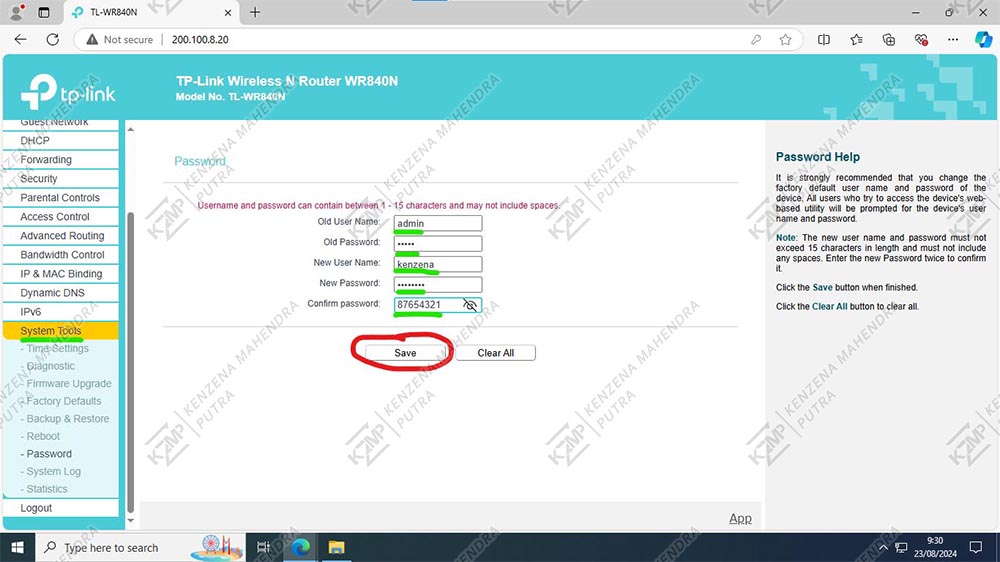 TL-WR840N
Not secure
200.100.8.20
tp-link
TP-Link Wireless N Router WR840N
Model No. TL-WR840N
Guest Network
DHCP
Forwarding
Security
Parental Controls
Access Control
Advanced Routing
Bandwidth Control
IP & MAC Binding
Dynamic DNS
IPv6
System Tools
- Time Settings
- Diagnostic
- Firmware Upgrade
- Factory Defaults
- Backup & Restore
- Reboot
- Password
- System Log
- Statistics
Logout
Password
Username and password can contain between 1 - 15 characters and may not include spaces.
Old User Name: admin
Old Password: •••••
New User Name: kenzena
New Password: ••••••••
Confirm password: 87654321
Save
Clear All
Password Help
It is strongly recommended that you change the
factory default user name and password of the
device. All users who try to access the device's web-
based utility will be prompted for the device's user
name and password.
Note: The new user name and password must not
exceed 15 characters in length and must not include
any spaces. Enter the new Password twice to confirm
it.
Click the Save button when finished.
Click the Clear All button to clear all.
App
Type here to search
9:30
23/08/2024
KZMP
KENZENA MAHENDRA
PUTRA